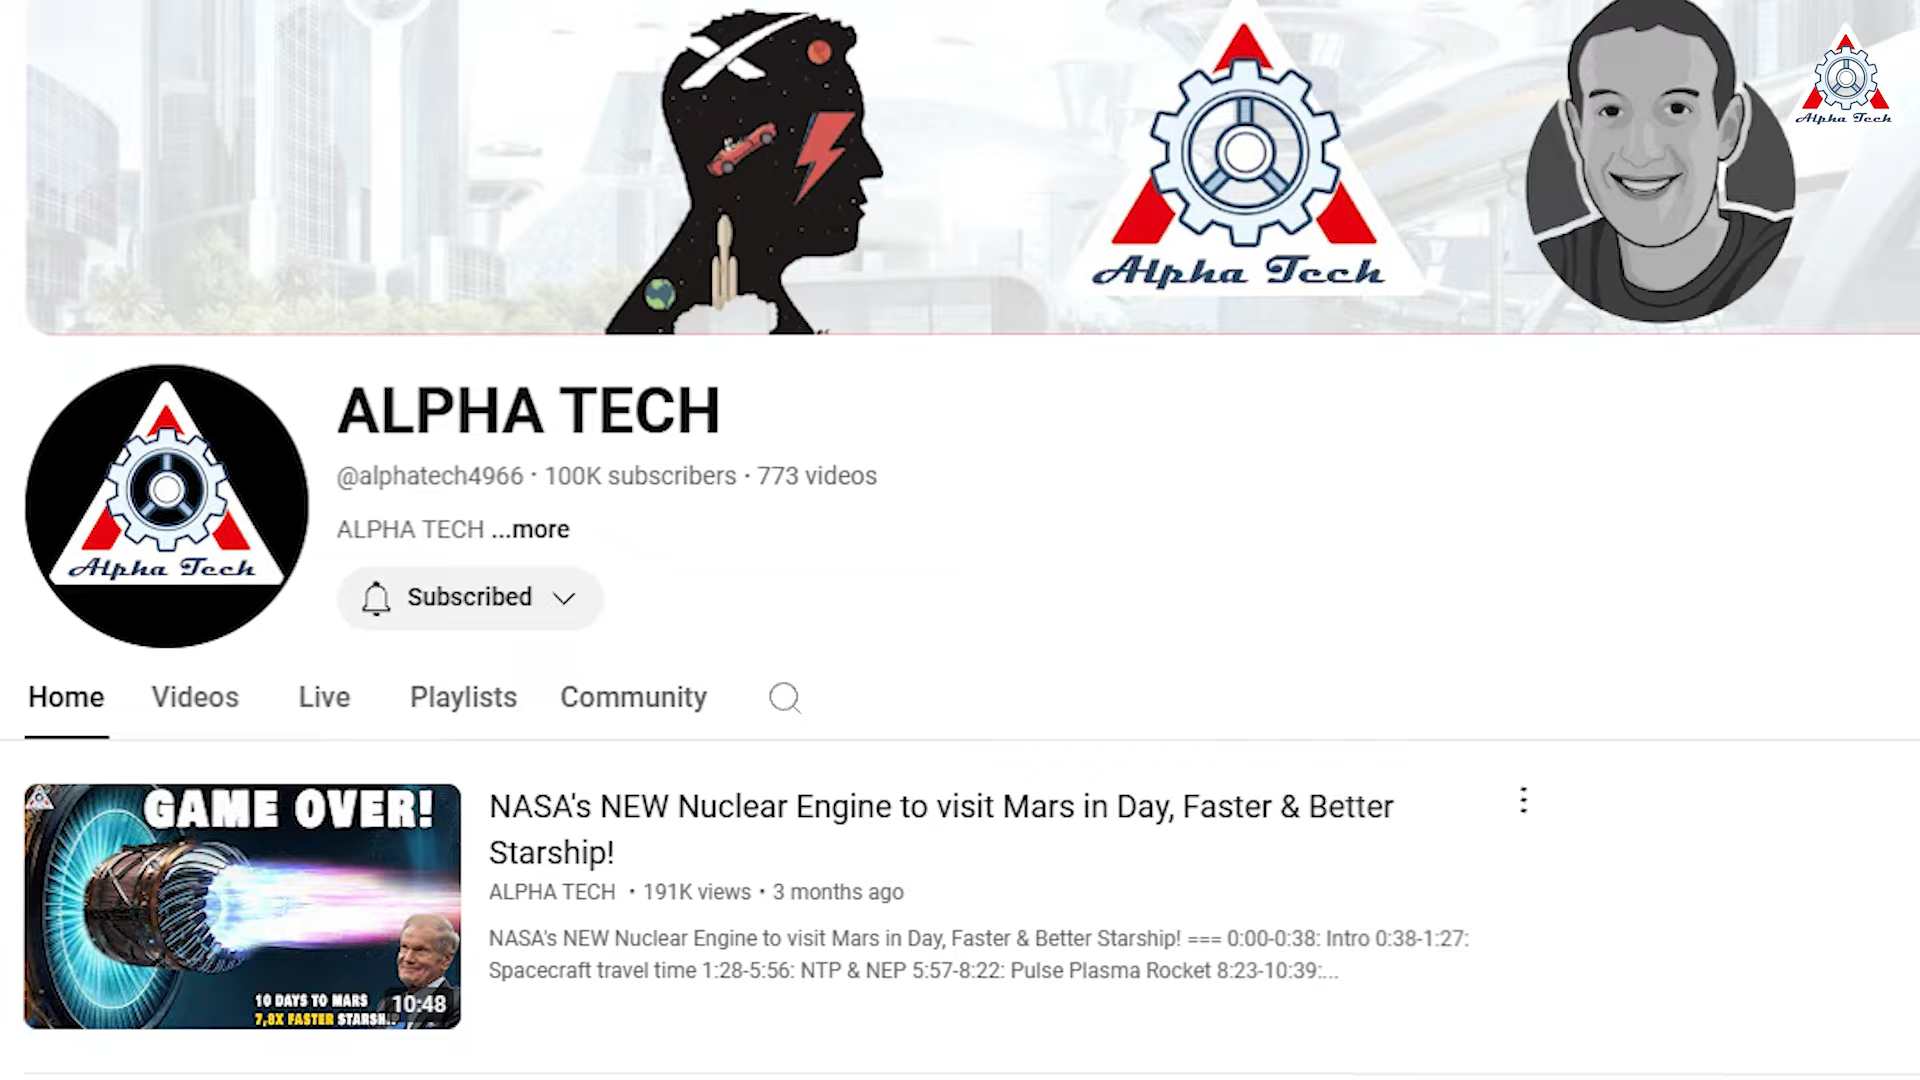 Alpha Tech
Alpha Tech
ALPHA TECH
@alphatech4966 · 100K subscribers · 773 videos
ALPHA TECH ...more
Subscribed
Alpha Tech
Home Videos Live Playlists Community
GAME OVER!
10 DAYS TO MARS
7,8X FASTER STARSH..
10:48
NASA's NEW Nuclear Engine to visit Mars in Day, Faster & Better
Starship!
ALPHA TECH · 191K views · 3 months ago
NASA's NEW Nuclear Engine to visit Mars in Day, Faster & Better Starship! === 0:00-0:38: Intro 0:38-1:27:
Spacecraft travel time 1:28-5:56: NTP & NEP 5:57-8:22: Pulse Plasma Rocket 8:23-10:39:...